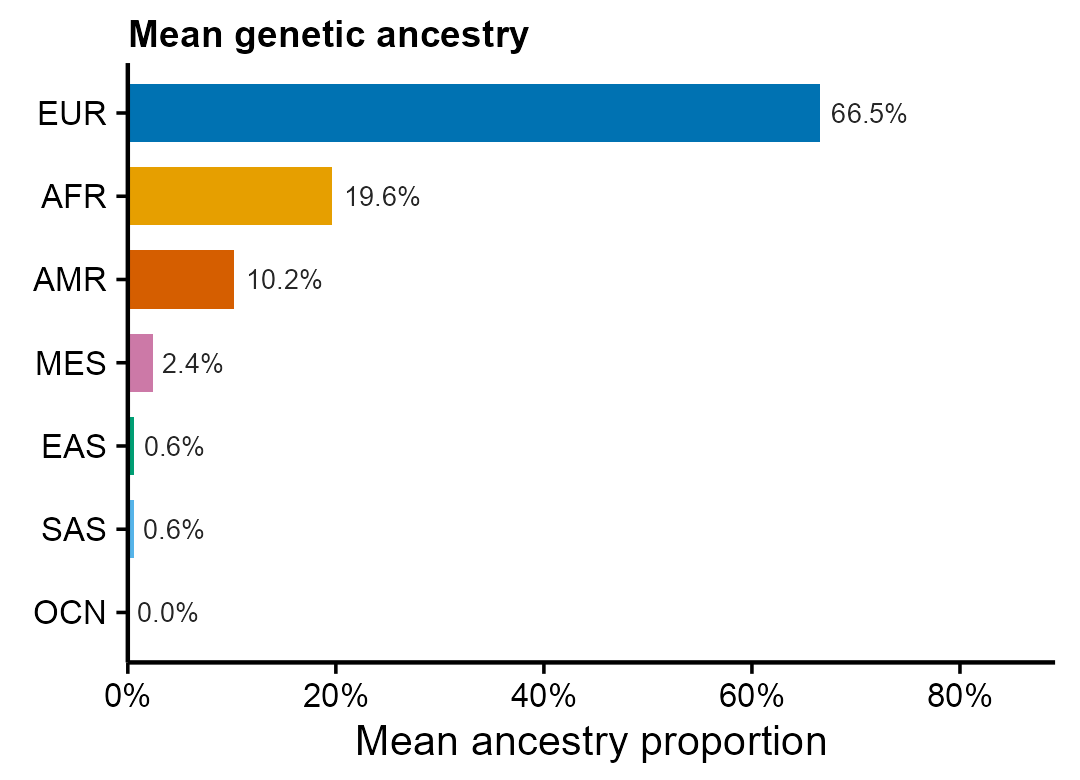 Mean genetic ancestry
EUR 66.5%
AFR 19.6%
AMR 10.2%
MES 2.4%
EAS 0.6%
SAS 0.6%
OCN 0.0%
0% 20% 40% 60% 80%
Mean ancestry proportion